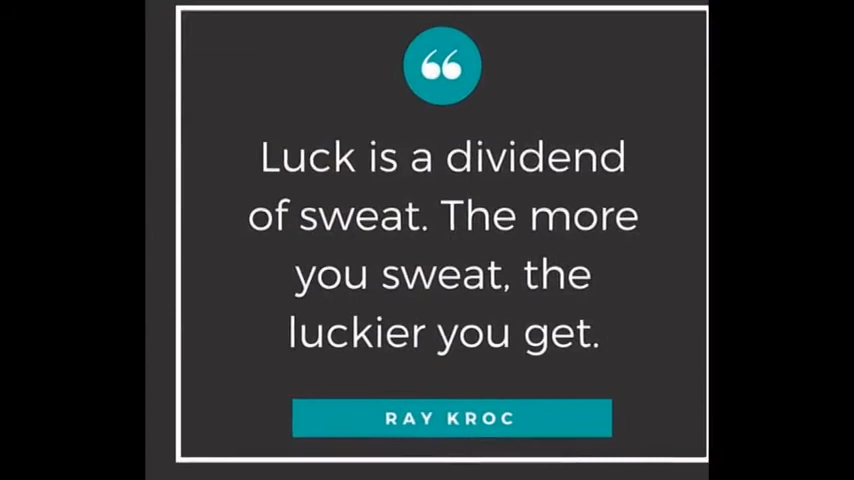 “
Luck is a dividend
of sweat. The more
you sweat, the
luckier you get.
RAY KROC